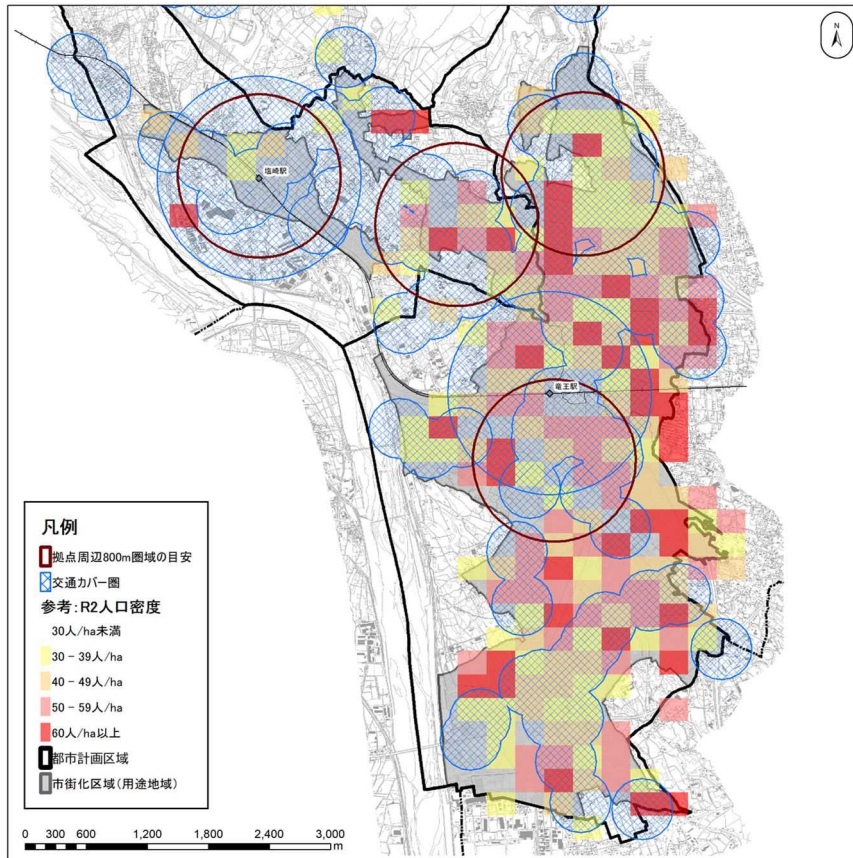 N
塩崎駅
竜王駅
凡例
拠点周辺800m圏域の目安
交通カバー圏
参考:R2人口密度
30人/ha未満
30 - 39人/ha
40 - 49人/ha
50 - 59人/ha
60人/ha以上
都市計画区域
市街化区域(用途地域)
0 300 600 1,200 1,800 2,400 3,000
m